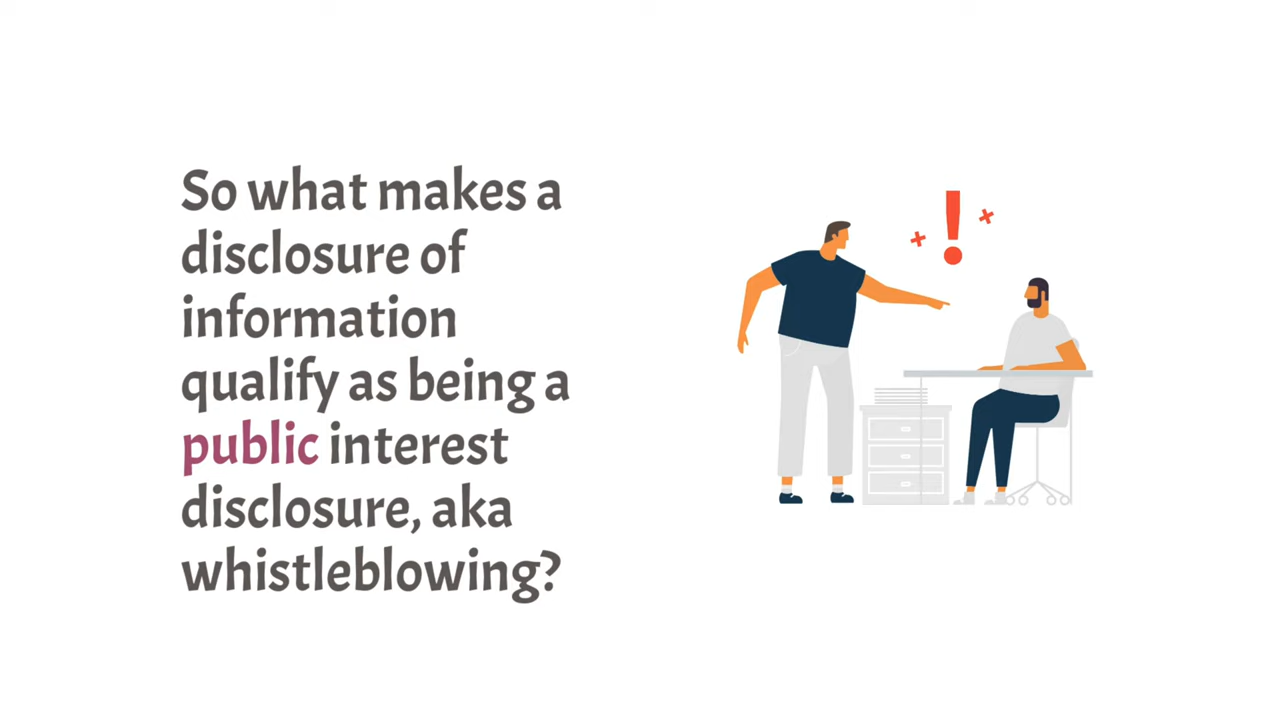 So what makes a
disclosure of
information
qualify as being a
public interest
disclosure, aka
whistleblowing?